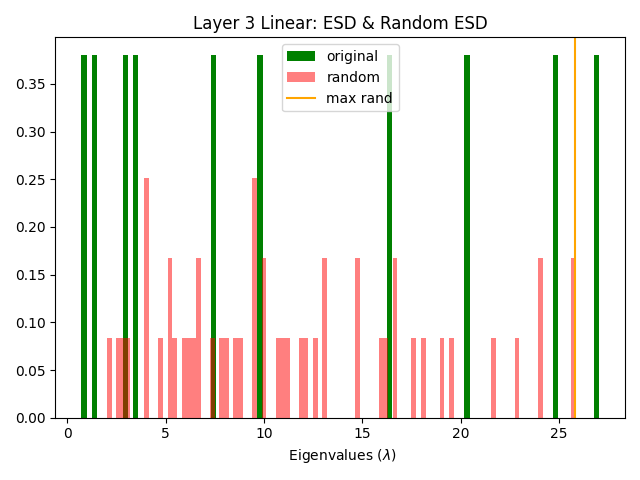 Layer 3 Linear: ESD & Random ESD
original
random
max rand
0.35
0.30
0.25
0.20
0.15
0.10
0.05
0.00
0 5 10 15 20 25
Eigenvalues (λ)